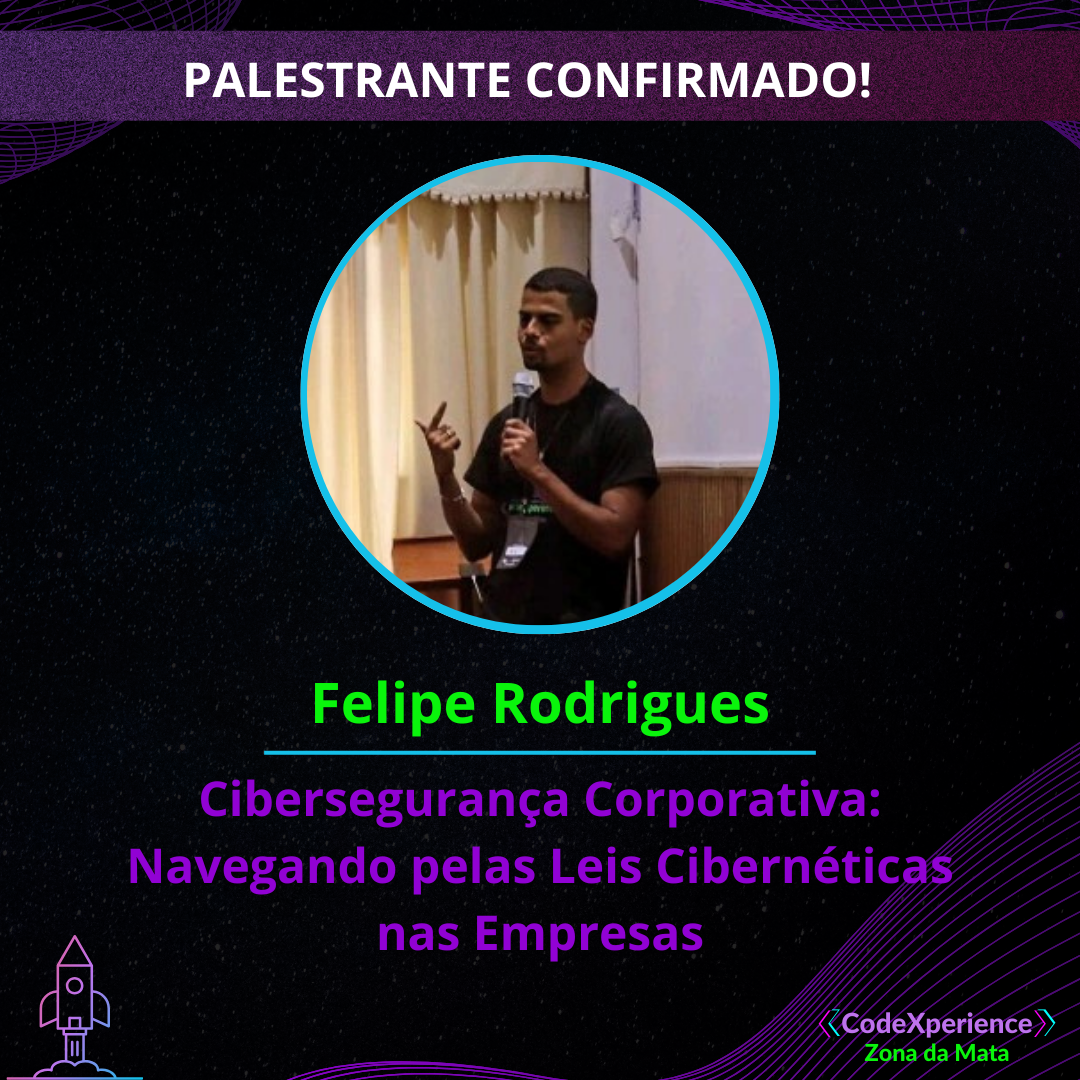 PALESTRANTE CONFIRMADO!
Felipe Rodrigues
Cibersegurança Corporativa:
Navegando pelas Leis Cibernéticas
nas Empresas
CodeXperience
Zona da Mata